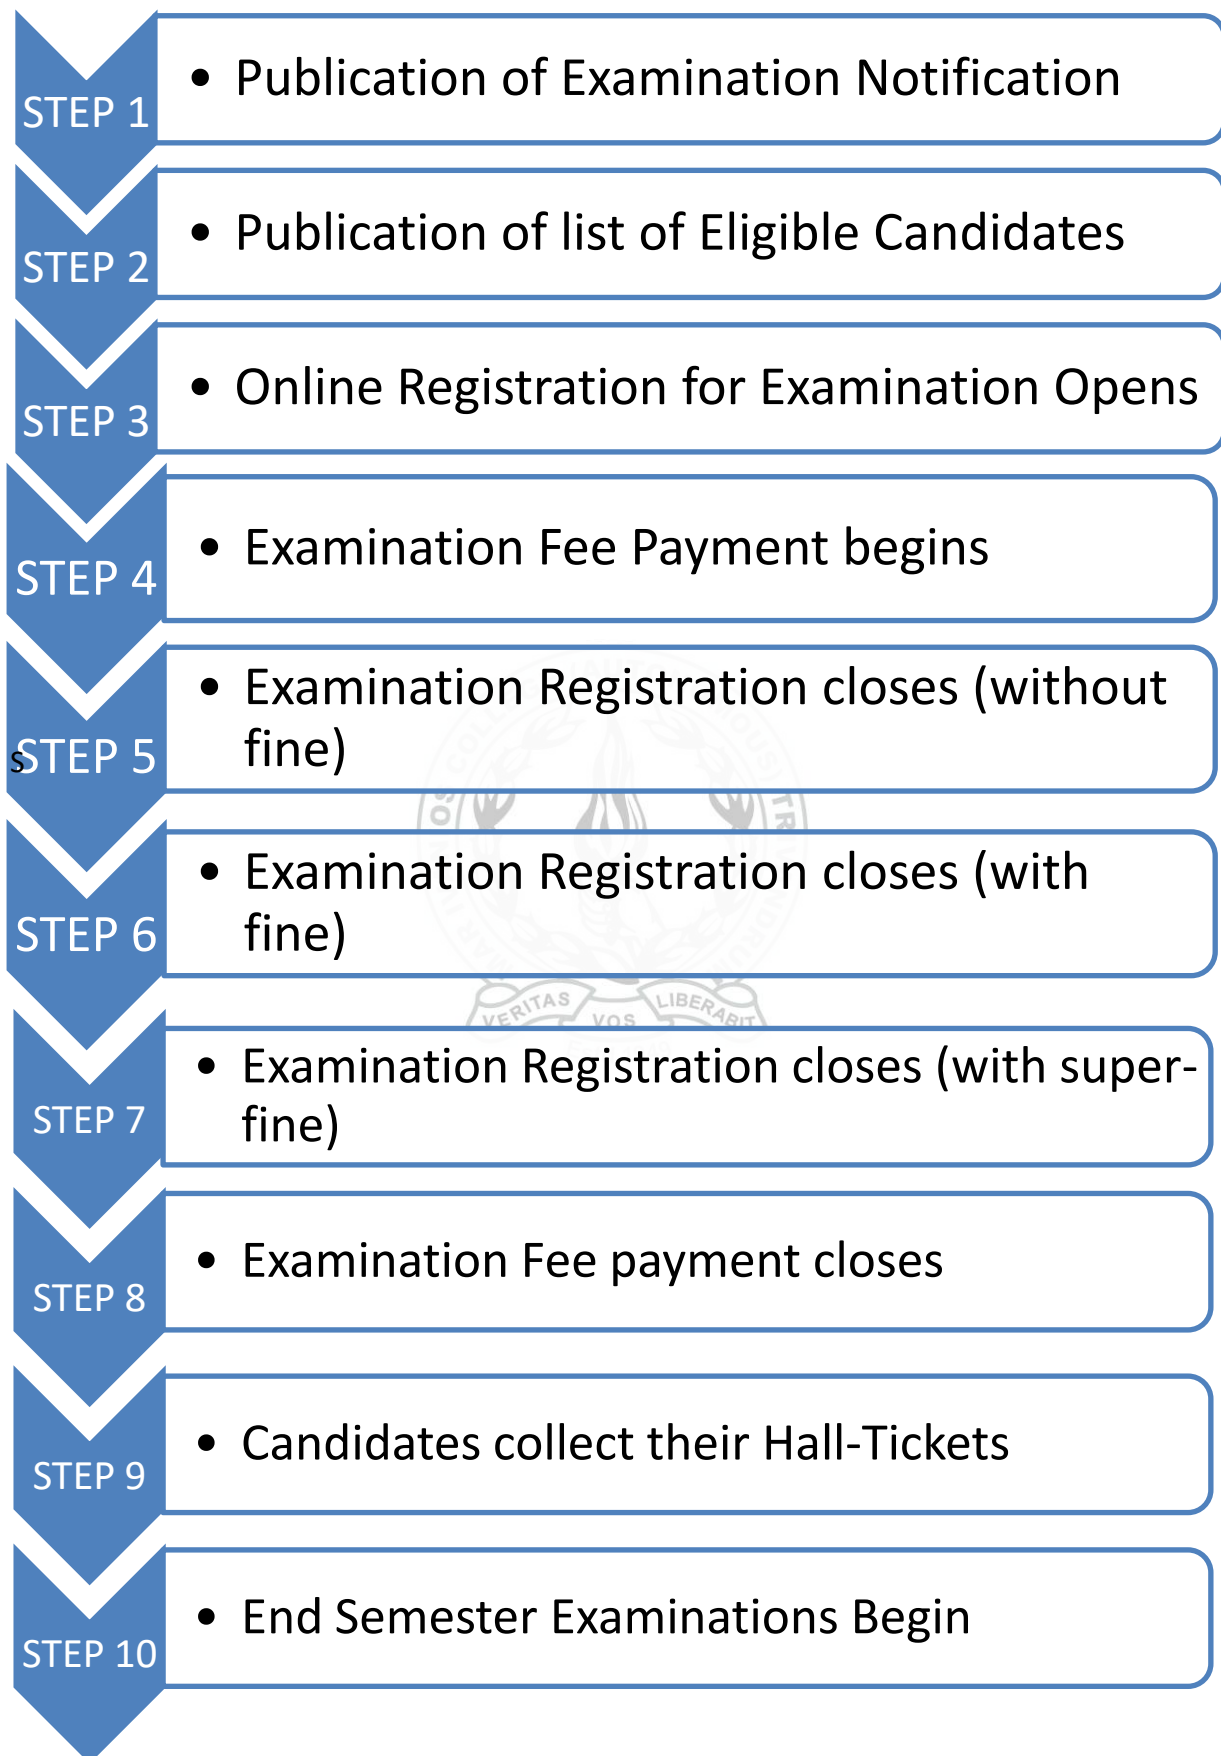 STEP 1
• Publication of Examination Notification
STEP 2
• Publication of list of Eligible Candidates
STEP 3
• Online Registration for Examination Opens
STEP 4
• Examination Fee Payment begins
s
STEP 5
• Examination Registration closes (without
fine)
STEP 6
• Examination Registration closes (with
fine)
VERITAS VOS LIBERABIT
STEP 7
• Examination Registration closes (with super-
fine)
STEP 8
• Examination Fee payment closes
STEP 9
• Candidates collect their Hall-Tickets
STEP 10
• End Semester Examinations Begin